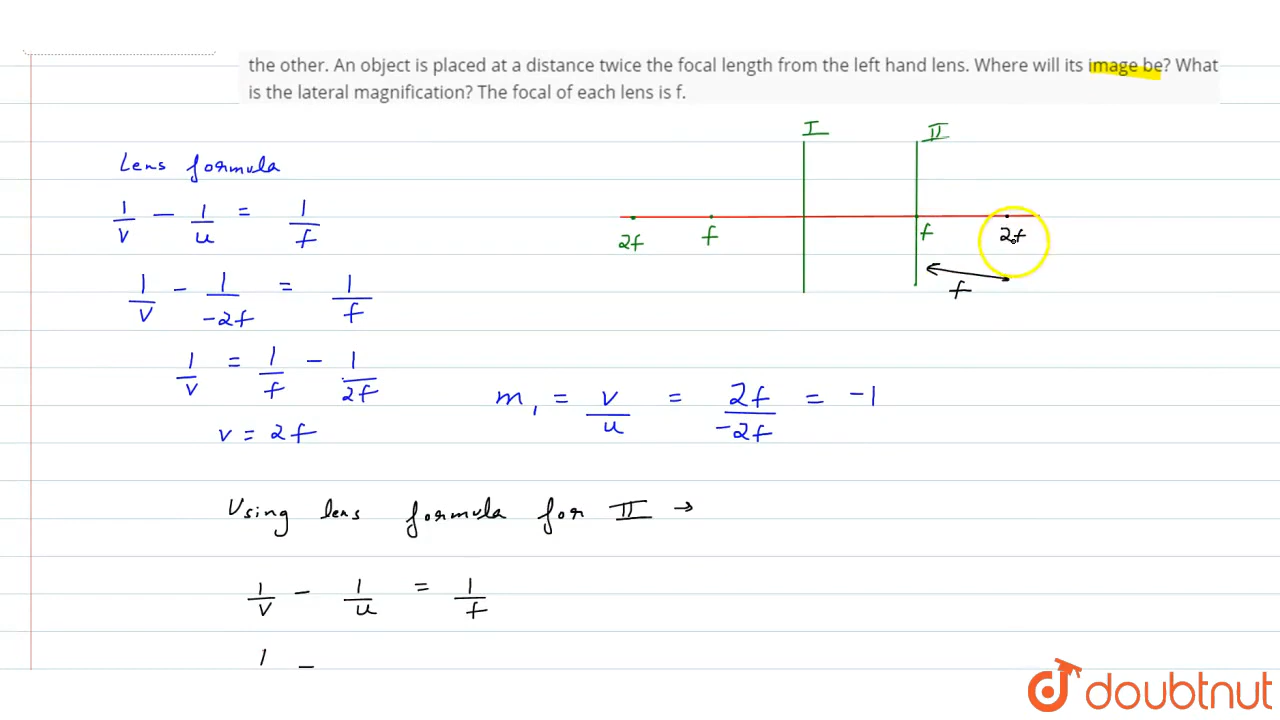 the other. An object is placed at a distance twice the focal length from the left hand lens. Where will its image be? What
is the lateral magnification? The focal of each lens is f.
I II
Lens formula
1/v - 1/u = 1/f
2f f f 2f
f
1/v - 1/-2f = 1/f
1/v = 1/f - 1/2f
m₁ = v/u = 2f/-2f = -1
v = 2f
Using lens formula for II →
1/v - 1/u = 1/f
1 -
doubtnut